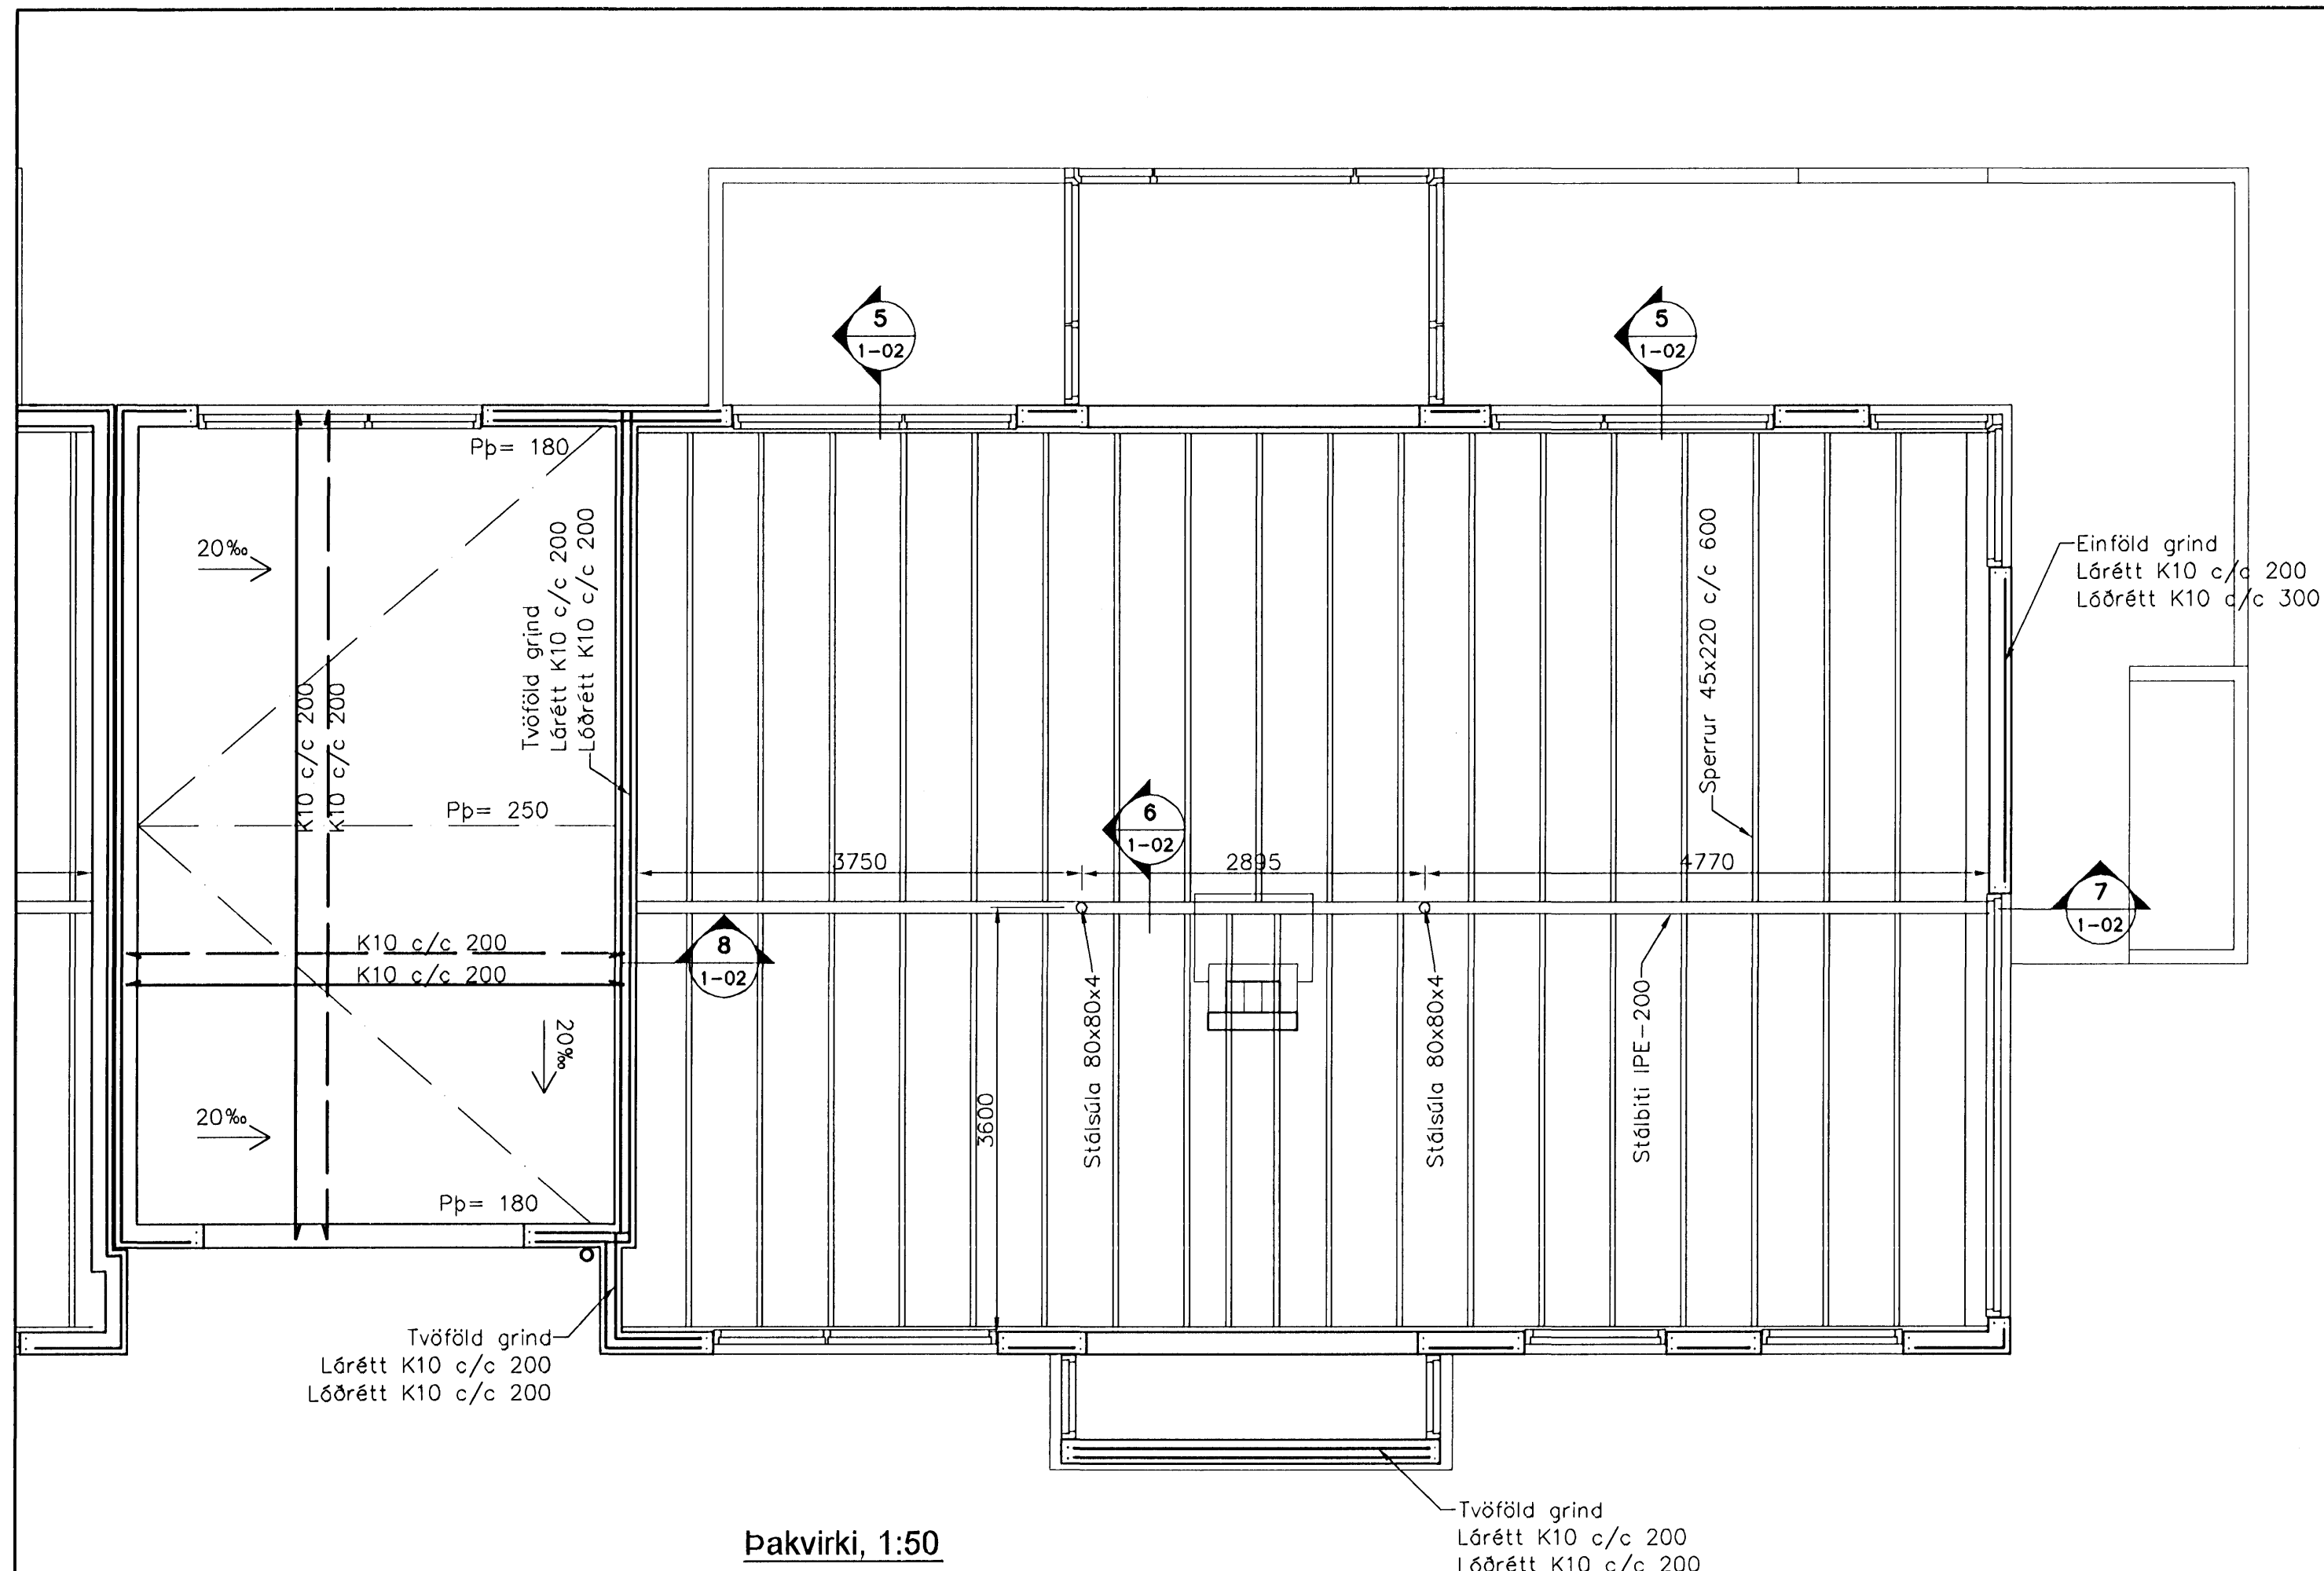 5
1-02
5
1-02
Pþ= 180
20‰
Tvöföld grind
Lárétt K10 c/c 200
Lóðrétt K10 c/c 200
Sperrur 45x220 c/c 600
Einföld grind
Lárétt K10 c/c 200
Lóðrétt K10 c/c 300
K10 c/c 200
K10 c/c 200
Pþ= 250
6
1-02
3750
2895
4770
7
1-02
K10 c/c 200
K10 c/c 200
8
1-02
20‰
3600
Stálsúla 80x80x4
Stálsúla 80x80x4
Stálbiti IPE-200
20‰
Pþ= 180
Tvöföld grind
Lárétt K10 c/c 200
Lóðrétt K10 c/c 200
Tvöföld grind
Lárétt K10 c/c 200
Lóðrétt K10 c/c 200
Þakvirki, 1:50